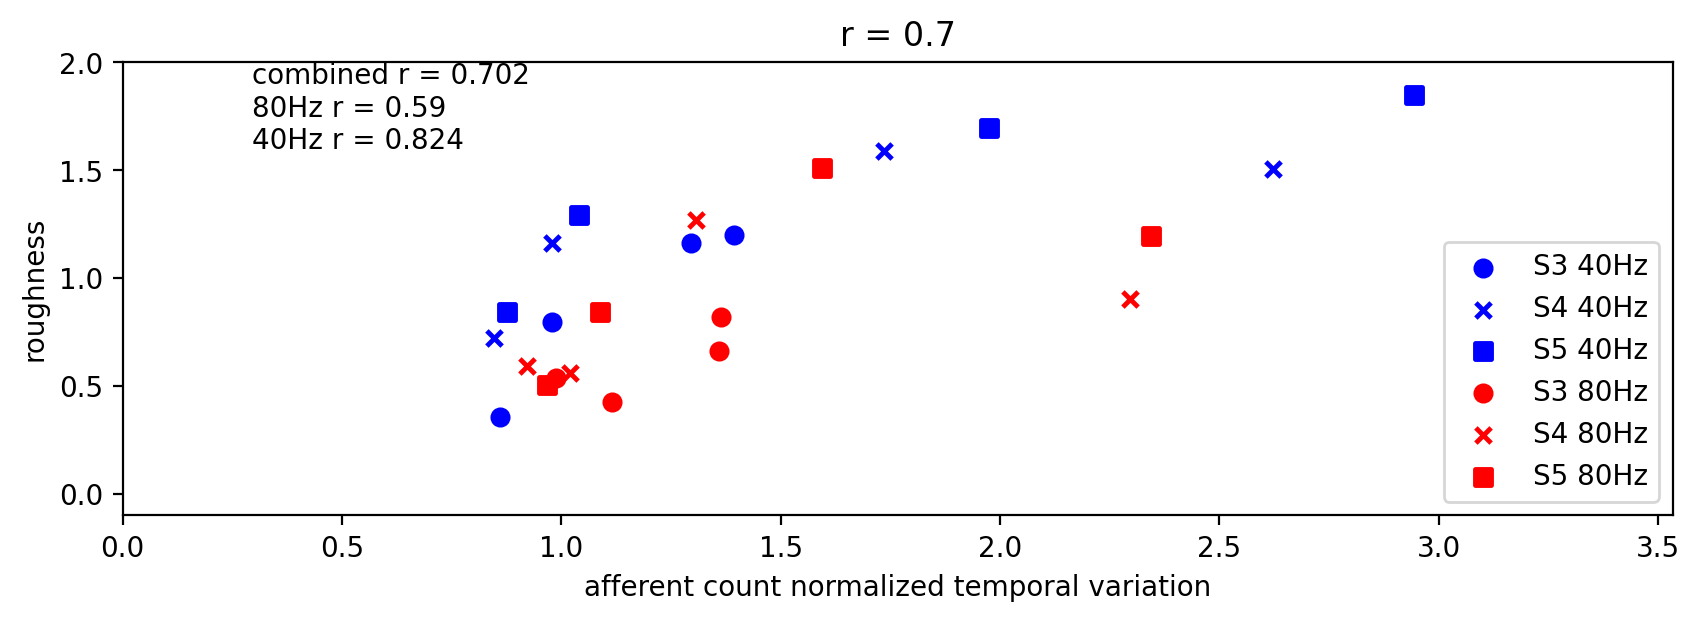 r = 0.7
combined r = 0.702
80Hz r = 0.59
40Hz r = 0.824
2.0
1.5
1.0
0.5
0.0
roughness
S3 40Hz
S4 40Hz
S5 40Hz
S3 80Hz
S4 80Hz
S5 80Hz
0.0 0.5 1.0 1.5 2.0 2.5 3.0 3.5
afferent count normalized temporal variation